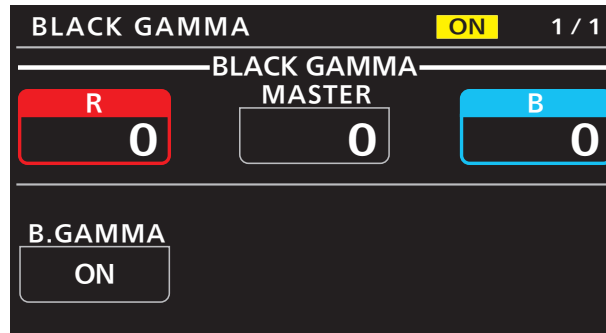 BLACK GAMMA ON 1/1
BLACK GAMMA
R MASTER B
0 0 0
B.GAMMA
ON